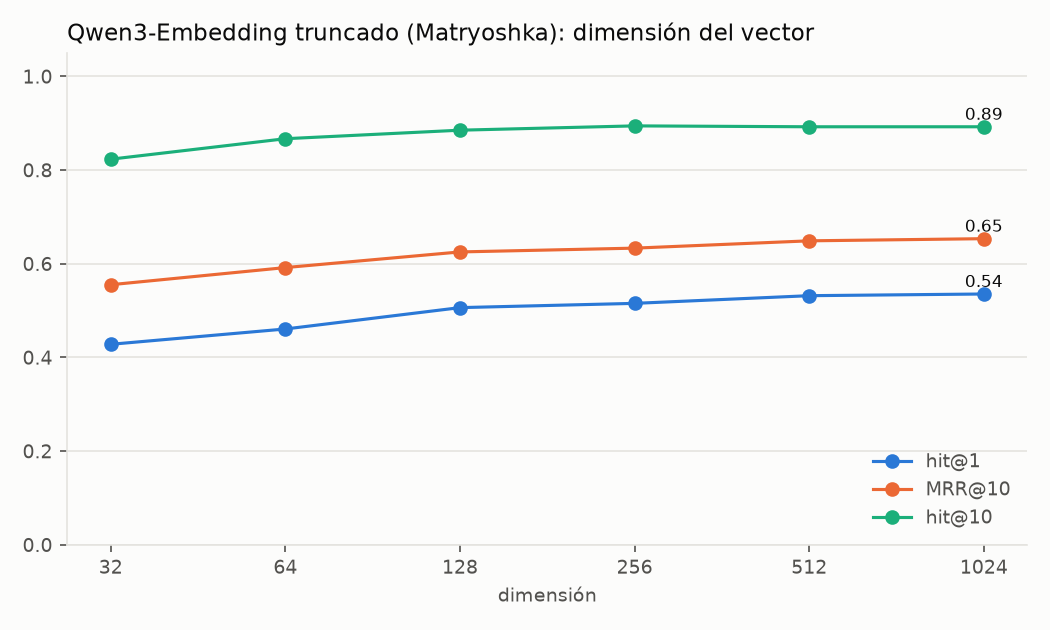 Qwen3-Embedding truncado (Matryoshka): dimensión del vector
1.0
0.8
0.6
0.4
0.2
0.0
0.89
0.65
0.54
hit@1
MRR@10
hit@10
32 64 128 256 512 1024
dimensión